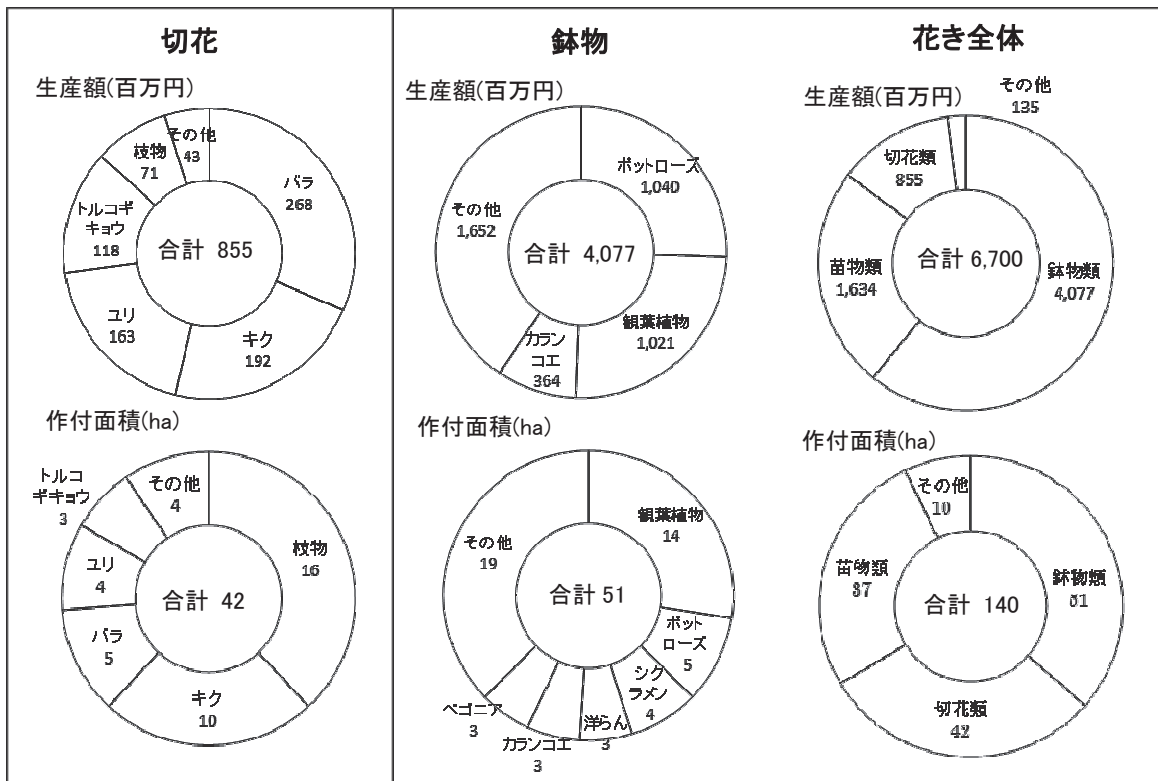 切花
生産額(百万円)
その他
43
枝物
71
バラ
268
トルコギ
キョウ
118
合計 855
ユリ
163
キク
192
作付面積(ha)
トルコ
ギキョウ
3
その他
4
枝物
16
ユリ
4
合計 42
バラ
5
キク
10
鉢物
生産額(百万円)
ポットローズ
1,040
その他
1,652
合計 4,077
観葉植物
1,021
カラン
コエ
364
作付面積(ha)
観葉植物
14
その他
19
合計 51
ポット
ローズ
5
シク
ラメン
4
洋らん
3
ベゴニア
3
カランコエ
3
花き全体
生産額(百万円)
その他
135
切花類
855
苗物類
1,634
合計 6,700
鉢物類
4,077
作付面積(ha)
その他
10
苗物類
37
鉢物類
51
合計 140
切花類
42